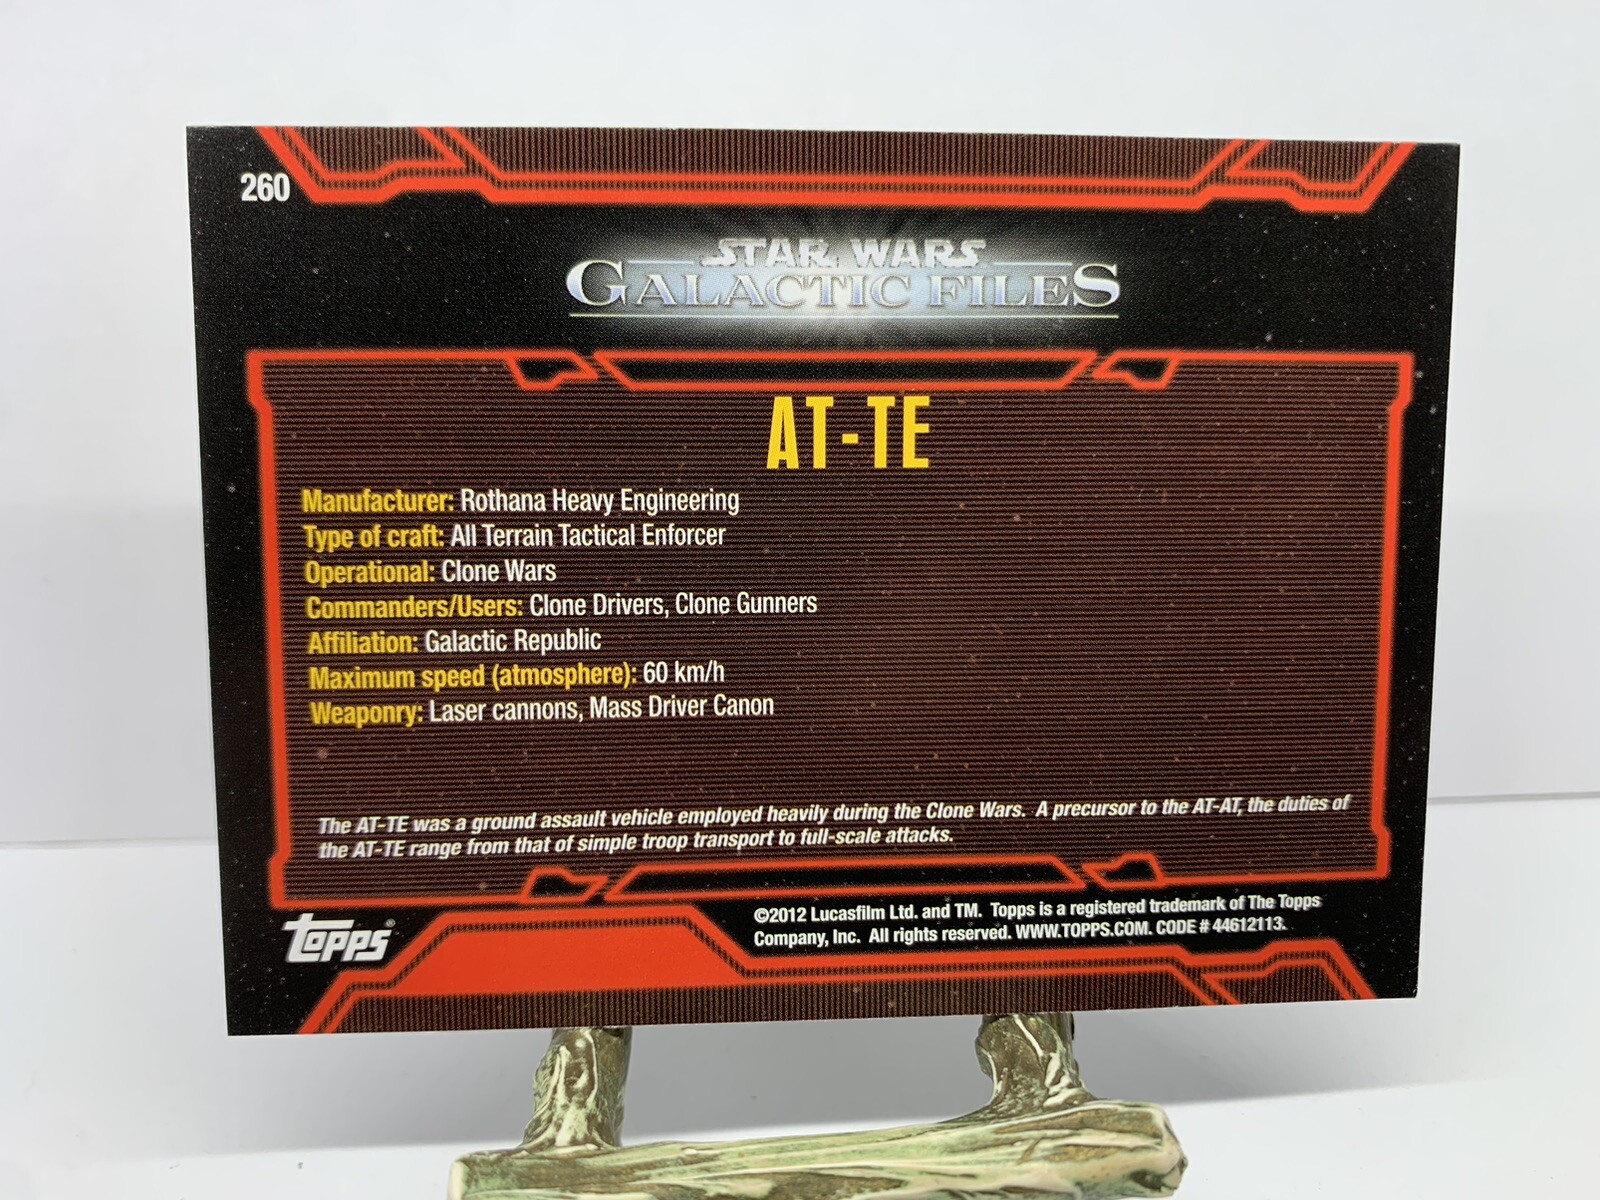 260
STAR WARS
GALACTIC FILES
AT-TE
Manufacturer: Rothana Heavy Engineering
Type of craft: All Terrain Tactical Enforcer
Operational: Clone Wars
Commanders/Users: Clone Drivers, Clone Gunners
Affiliation: Galactic Republic
Maximum speed (atmosphere): 60 km/h
Weaponry: Laser cannons, Mass Driver Canon
The AT-TE was a ground assault vehicle employed heavily during the Clone Wars. A precursor to the AT-AT, the duties of
the AT-TE range from that of simple troop transport to full-scale attacks.
topps®
©2012 Lucasfilm Ltd. and TM. Topps is a registered trademark of The Topps
Company, Inc. All rights reserved. WWW.TOPPS.COM. CODE # 44612113.